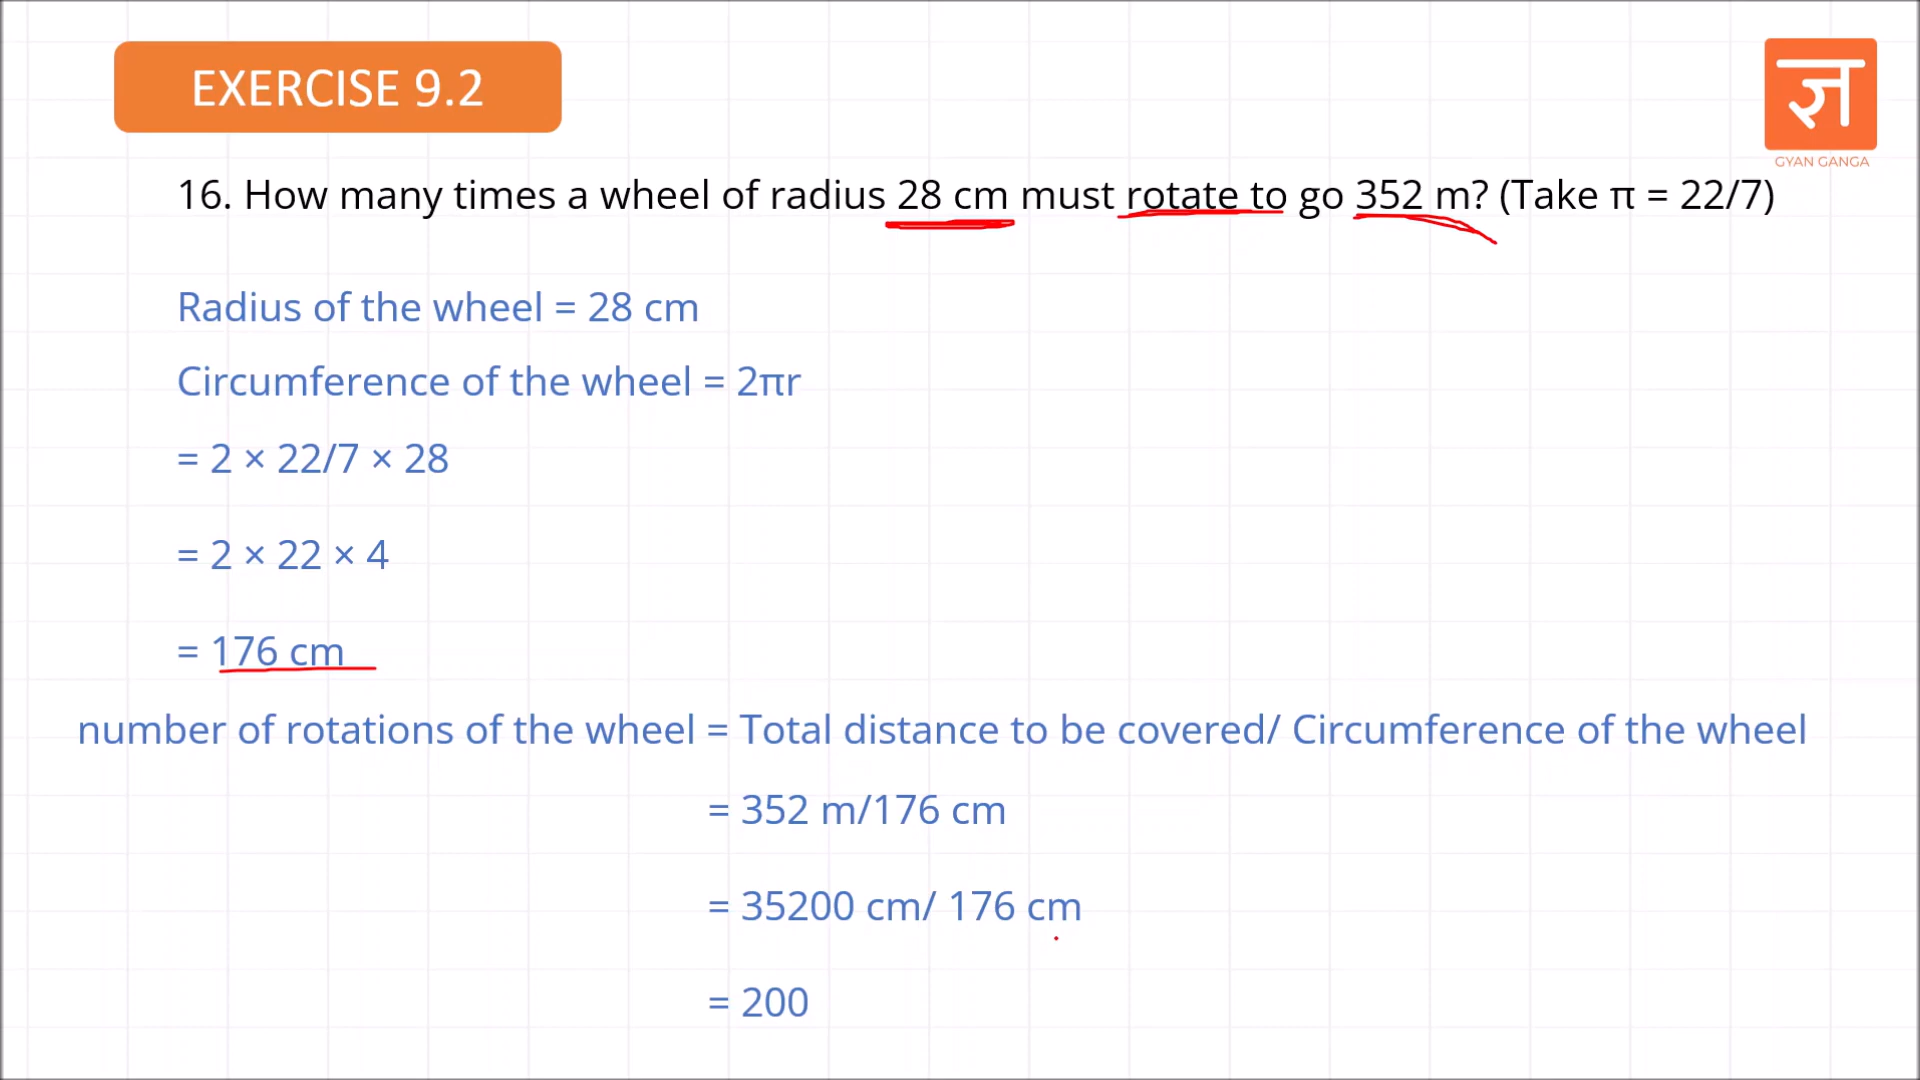 EXERCISE 9.2
ज्ञ
GYAN GANGA
16. How many times a wheel of radius 28 cm must rotate to go 352 m? (Take π = 22/7)
Radius of the wheel = 28 cm
Circumference of the wheel = 2πr
= 2 × 22/7 × 28
= 2 × 22 × 4
= 176 cm
number of rotations of the wheel = Total distance to be covered/ Circumference of the wheel
= 352 m/176 cm
= 35200 cm/ 176 cm
= 200